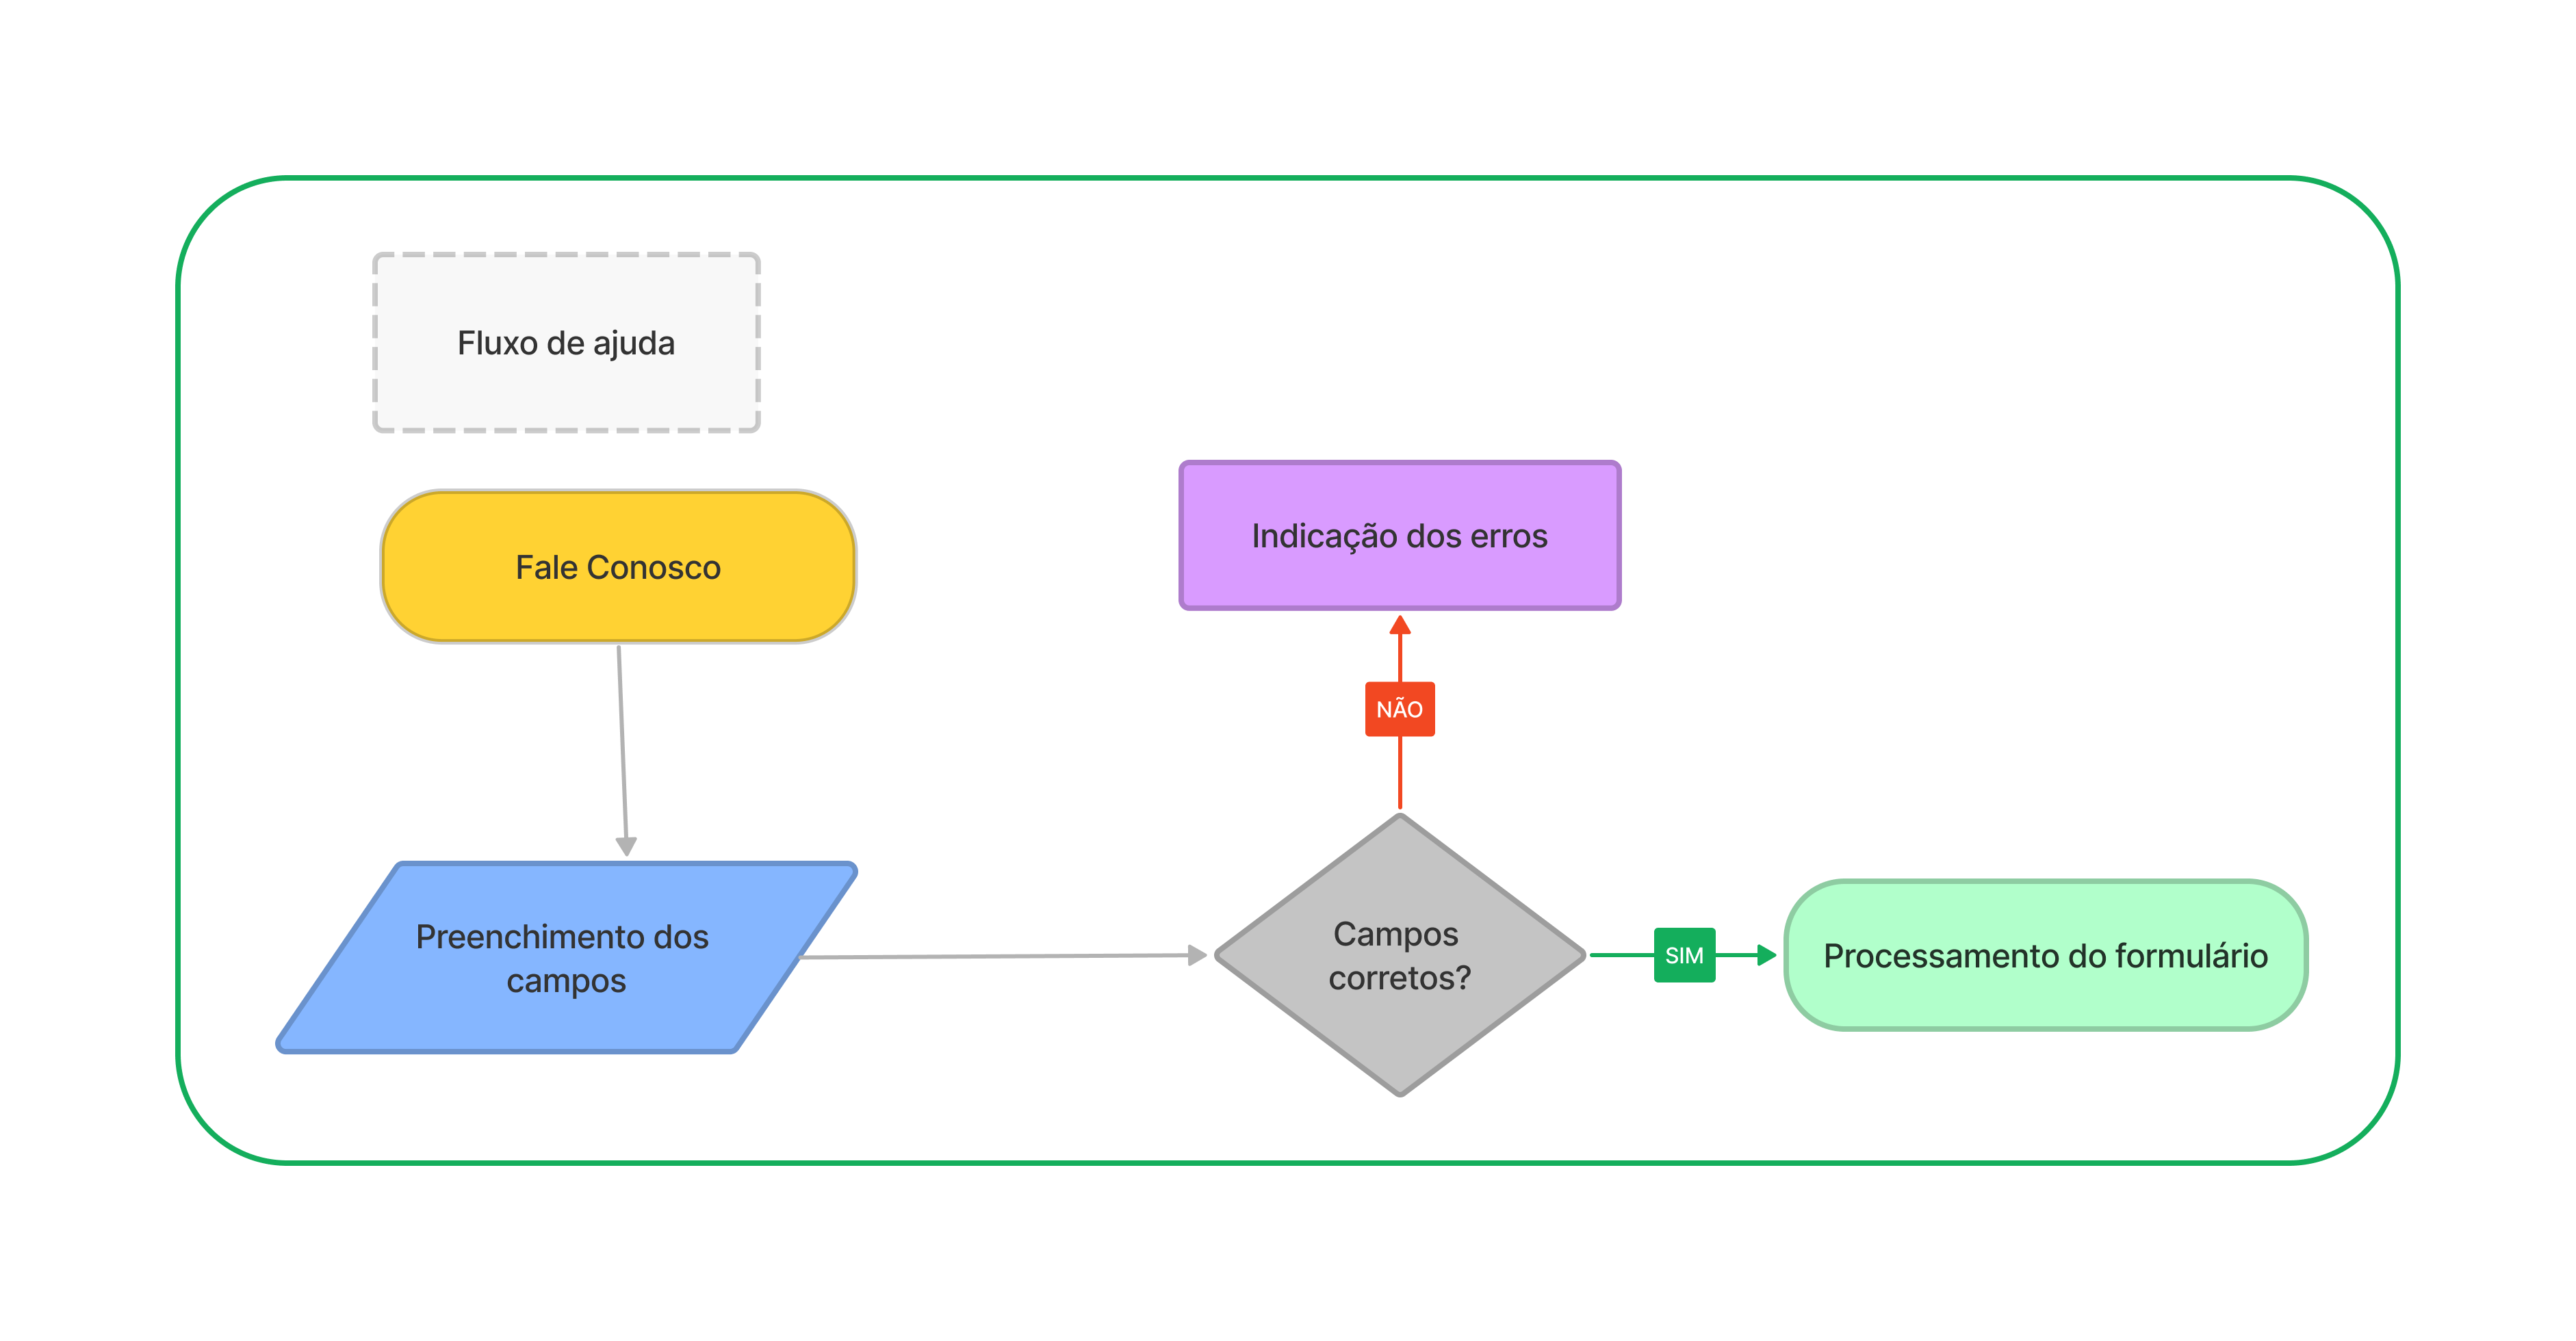 Fluxo de ajuda
Fale Conosco
Indicação dos erros
NÃO
Preenchimento dos
campos
Campos
corretos?
SIM
Processamento do formulário